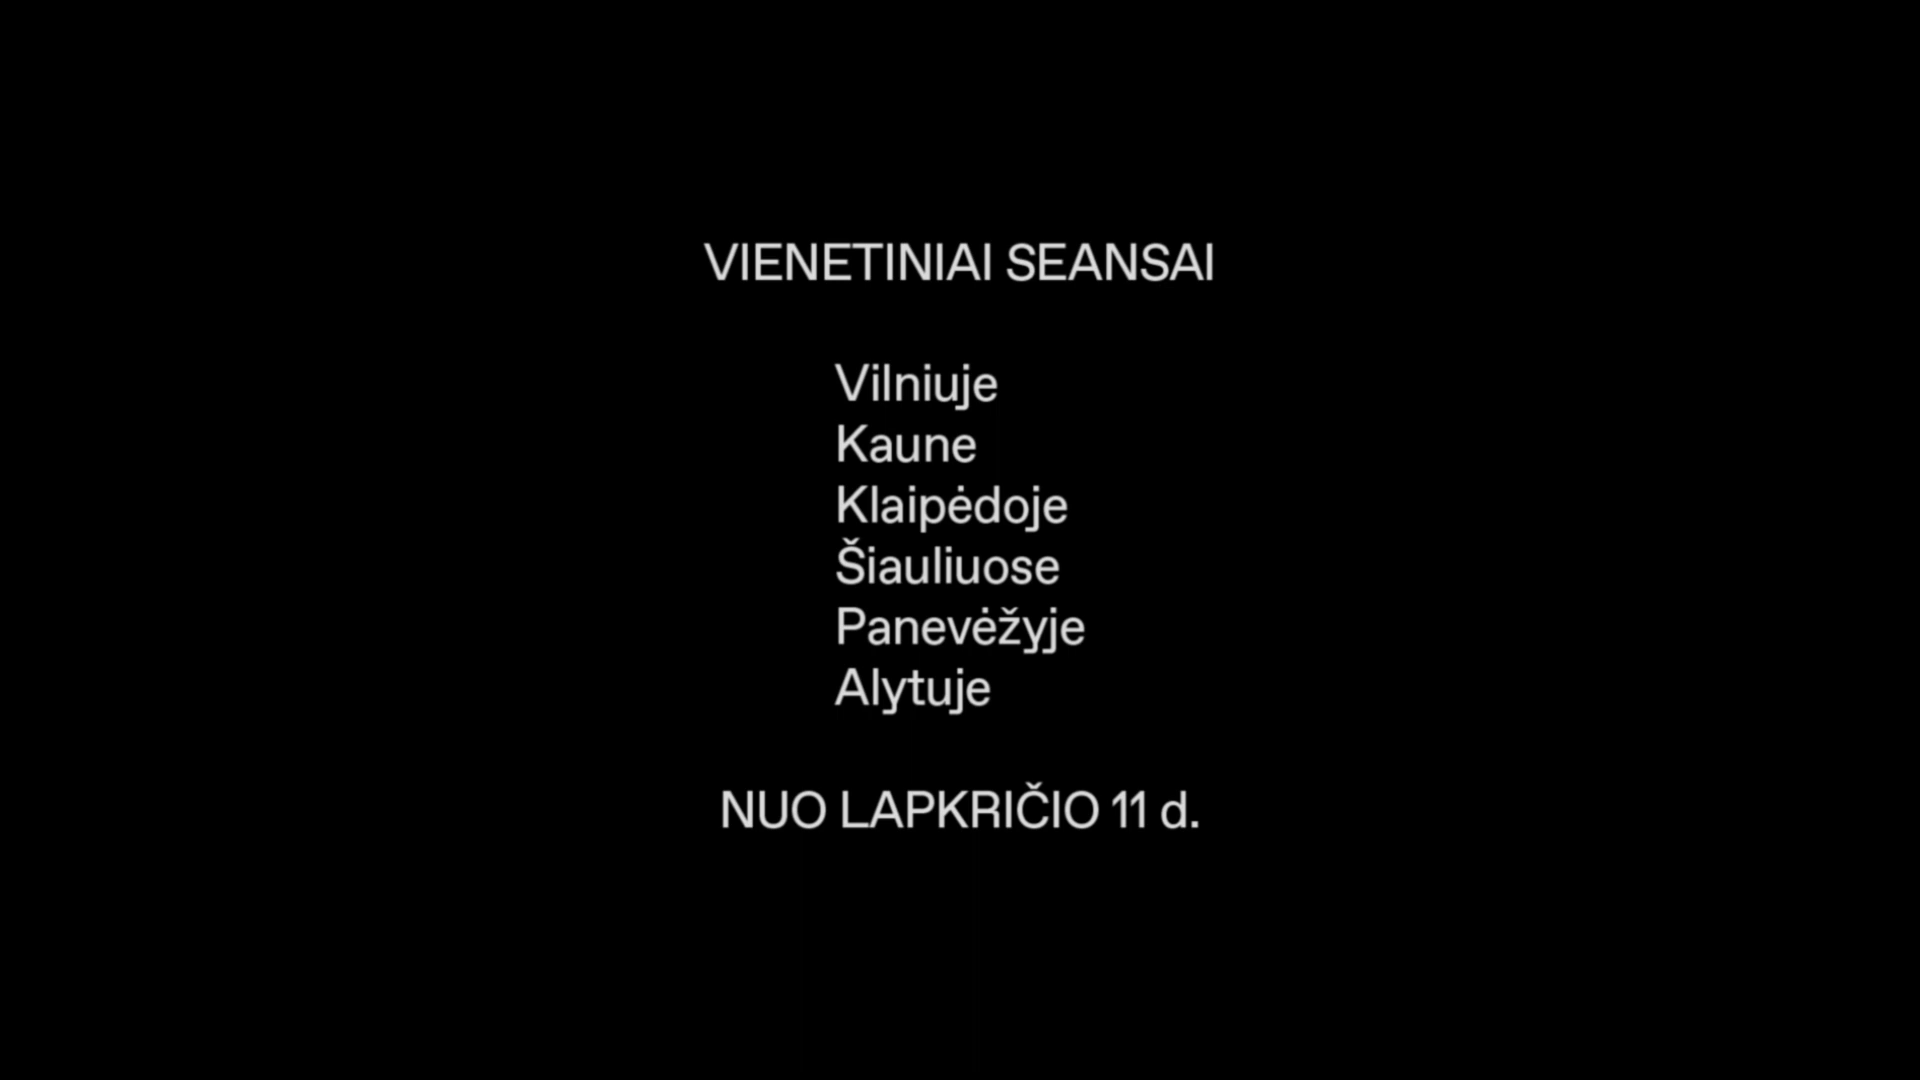 VIENETINIAI SEANSAI
Vilniuje
Kaune
Klaipėdoje
Šiauliuose
Panevėžyje
Alytuje
NUO LAPKRIČIO 11 d.